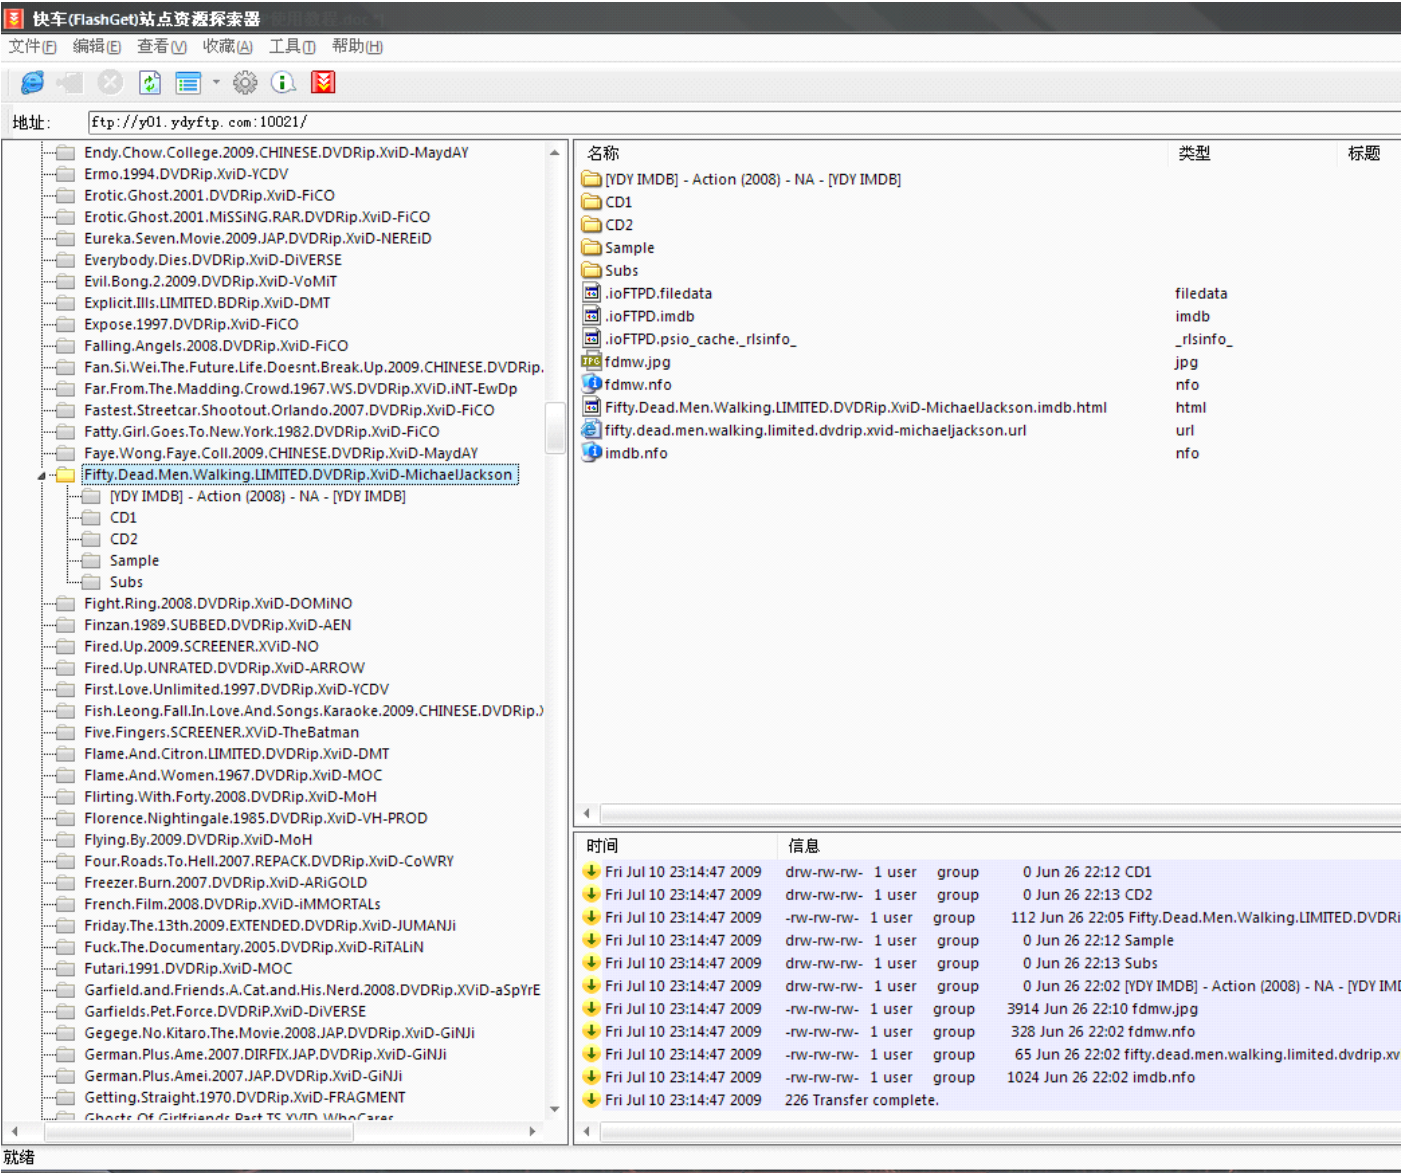 快车(FlashGet)站点资源探索器
文件(F) 编辑(E) 查看(V) 收藏(A) 工具(T) 帮助(H)
地址: ftp://y01.ydyftp.com:10021/
Endy.Chow.College.2009.CHINESE.DVDRip.XviD-MaydAY
Ermo.1994.DVDRip.XviD-YCDV
Erotic.Ghost.2001.DVDRip.XviD-FiCO
Erotic.Ghost.2001.MiSSiNG.RAR.DVDRip.XviD-FiCO
Eureka.Seven.Movie.2009.JAP.DVDRip.XviD-NEREiD
Everybody.Dies.DVDRip.XviD-DiVERSE
Evil.Bong.2.2009.DVDRip.XviD-VoMiT
Explicit.Ills.LIMITED.BDRip.XviD-DMT
Expose.1997.DVDRip.XviD-FiCO
Falling.Angels.2008.DVDRip.XviD-FiCO
Fan.Si.Wei.The.Future.Life.Doesnt.Break.Up.2009.CHINESE.DVDRip.
Far.From.The.Madding.Crowd.1967.WS.DVDRip.XViD.iNT-EwDp
Fastest.Streetcar.Shootout.Orlando.2007.DVDRip.XviD-FiCO
Fatty.Girl.Goes.To.New.York.1982.DVDRip.XviD-FiCO
Faye.Wong.Faye.Coll.2009.CHINESE.DVDRip.XviD-MaydAY
Fifty.Dead.Men.Walking.LIMITED.DVDRip.XviD-MichaelJackson
[YDY IMDB] - Action (2008) - NA - [YDY IMDB]
CD1
CD2
Sample
Subs
Fight.Ring.2008.DVDRip.XviD-DOMiNO
Finzan.1989.SUBBED.DVDRip.XviD-AEN
Fired.Up.2009.SCREENER.XViD-NO
Fired.Up.UNRATED.DVDRip.XviD-ARROW
First.Love.Unlimited.1997.DVDRip.XviD-YCDV
Fish.Leong.Fall.In.Love.And.Songs.Karaoke.2009.CHINESE.DVDRip.X
Five.Fingers.SCREENER.XViD-TheBatman
Flame.And.Citron.LIMITED.DVDRip.XviD-DMT
Flame.And.Women.1967.DVDRip.XviD-MOC
Flirting.With.Forty.2008.DVDRip.XviD-MoH
Florence.Nightingale.1985.DVDRip.XviD-VH-PROD
Flying.By.2009.DVDRip.XviD-MoH
Four.Roads.To.Hell.2007.REPACK.DVDRip.XviD-CoWRY
Freezer.Burn.2007.DVDRip.XviD-ARiGOLD
French.Film.2008.DVDRip.XViD-iMMORTALs
Friday.The.13th.2009.EXTENDED.DVDRip.XviD-JUMANJi
Fuck.The.Documentary.2005.DVDRip.XviD-RiTALiN
Futari.1991.DVDRip.XviD-MOC
Garfield.and.Friends.A.Cat.and.His.Nerd.2008.DVDRip.XViD-aSpYrE
Garfields.Pet.Force.DVDRiP.XviD-DiVERSE
Gegege.No.Kitaro.The.Movie.2008.JAP.DVDRip.XviD-GiNJi
German.Plus.Ame.2007.DIRFIX.JAP.DVDRip.XviD-GiNJi
German.Plus.Amei.2007.JAP.DVDRip.XviD-GiNJi
Getting.Straight.1970.DVDRip.XviD-FRAGMENT
Ghosts.Of.Girlfriends.Past.TS.XVID-WhoCares
名称 类型 标题
[YDY IMDB] - Action (2008) - NA - [YDY IMDB]
CD1
CD2
Sample
Subs
.ioFTPD.filedata filedata
.ioFTPD.imdb imdb
.ioFTPD.psio_cache._rlsinfo_ _rlsinfo_
fdmw.jpg jpg
fdmw.nfo nfo
Fifty.Dead.Men.Walking.LIMITED.DVDRip.XviD-MichaelJackson.imdb.html html
fifty.dead.men.walking.limited.dvdrip.xvid-michaeljackson.url url
imdb.nfo nfo
时间 信息
Fri Jul 10 23:14:47 2009 drw-rw-rw- 1 user group 0 Jun 26 22:12 CD1
Fri Jul 10 23:14:47 2009 drw-rw-rw- 1 user group 0 Jun 26 22:13 CD2
Fri Jul 10 23:14:47 2009 -rw-rw-rw- 1 user group 112 Jun 26 22:05 Fifty.Dead.Men.Walking.LIMITED.DVDRi
Fri Jul 10 23:14:47 2009 drw-rw-rw- 1 user group 0 Jun 26 22:12 Sample
Fri Jul 10 23:14:47 2009 drw-rw-rw- 1 user group 0 Jun 26 22:13 Subs
Fri Jul 10 23:14:47 2009 drw-rw-rw- 1 user group 0 Jun 26 22:02 [YDY IMDB] - Action (2008) - NA - [YDY IMD
Fri Jul 10 23:14:47 2009 -rw-rw-rw- 1 user group 3914 Jun 26 22:10 fdmw.jpg
Fri Jul 10 23:14:47 2009 -rw-rw-rw- 1 user group 328 Jun 26 22:02 fdmw.nfo
Fri Jul 10 23:14:47 2009 -rw-rw-rw- 1 user group 65 Jun 26 22:02 fifty.dead.men.walking.limited.dvdrip.xv
Fri Jul 10 23:14:47 2009 -rw-rw-rw- 1 user group 1024 Jun 26 22:02 imdb.nfo
Fri Jul 10 23:14:47 2009 226 Transfer complete.
就绪